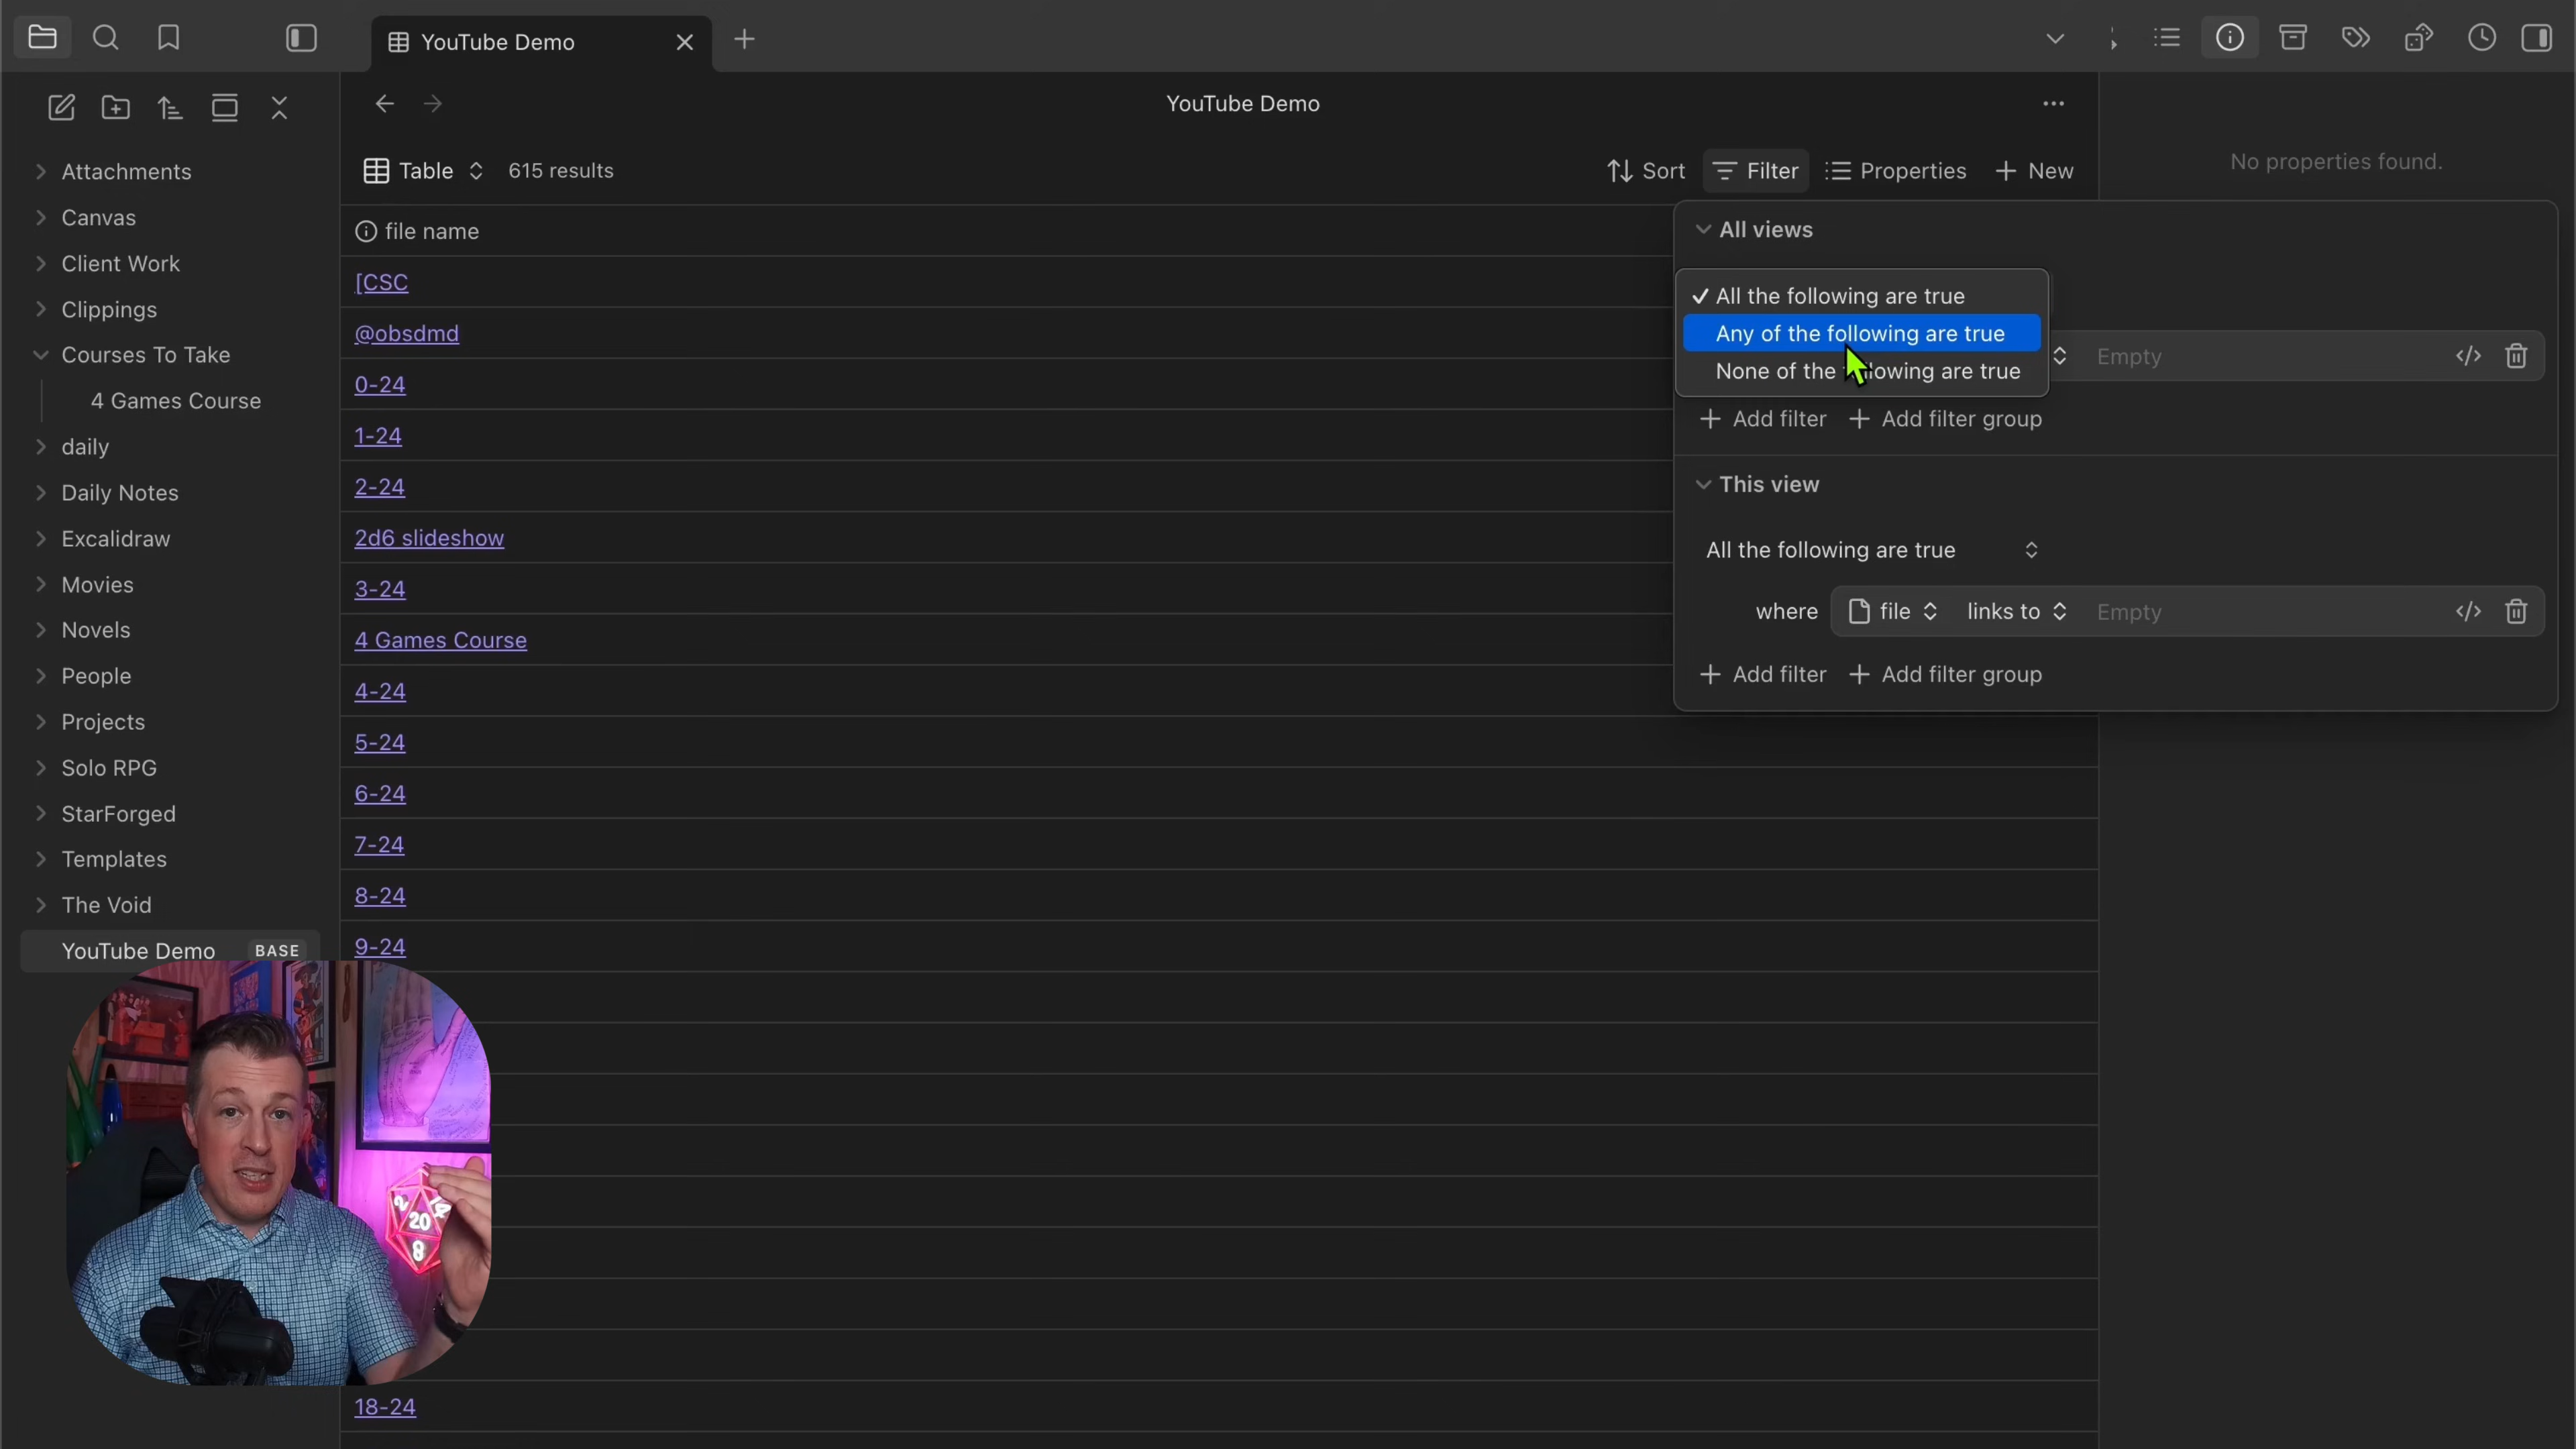 YouTube Demo
YouTube Demo
Attachments
Canvas
Client Work
Clippings
Courses To Take
4 Games Course
daily
Daily Notes
Excalidraw
Movies
Novels
People
Projects
Solo RPG
StarForged
Templates
The Void
YouTube Demo BASE
Table 615 results Sort Filter Properties New
file name
[CSC
@obsdmd
0-24
1-24
2-24
2d6 slideshow
3-24
4 Games Course
4-24
5-24
6-24
7-24
8-24
9-24
18-24
No properties found.
All views
All the following are true
Any of the following are true
None of the following are true
Empty
Add filter Add filter group
This view
All the following are true
where file links to Empty
Add filter Add filter group
20
8
2